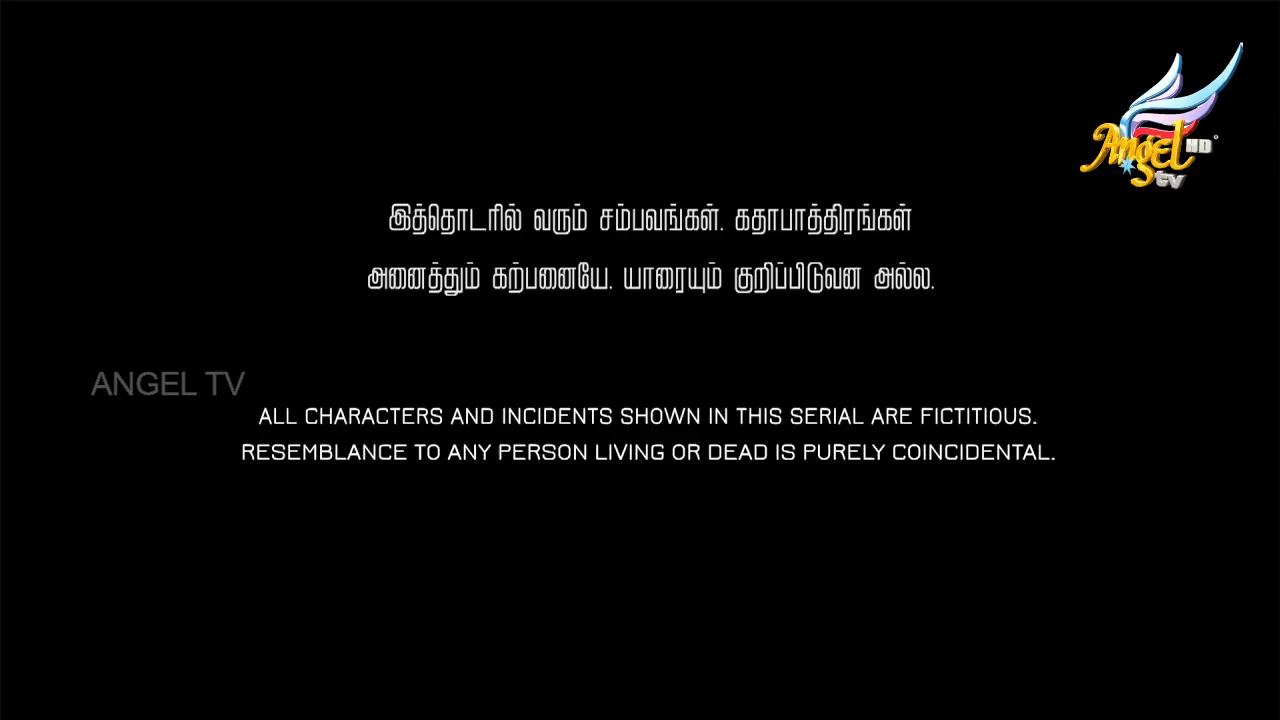 Angel HD
tv
இத்தொடரில் வரும் சம்பவங்கள். கதாபாத்திரங்கள்
அனைத்தும் கற்பனையே. யாரையும் குறிப்பிடுவன அல்ல.
ANGEL TV
ALL CHARACTERS AND INCIDENTS SHOWN IN THIS SERIAL ARE FICTITIOUS.
RESEMBLANCE TO ANY PERSON LIVING OR DEAD IS PURELY COINCIDENTAL.